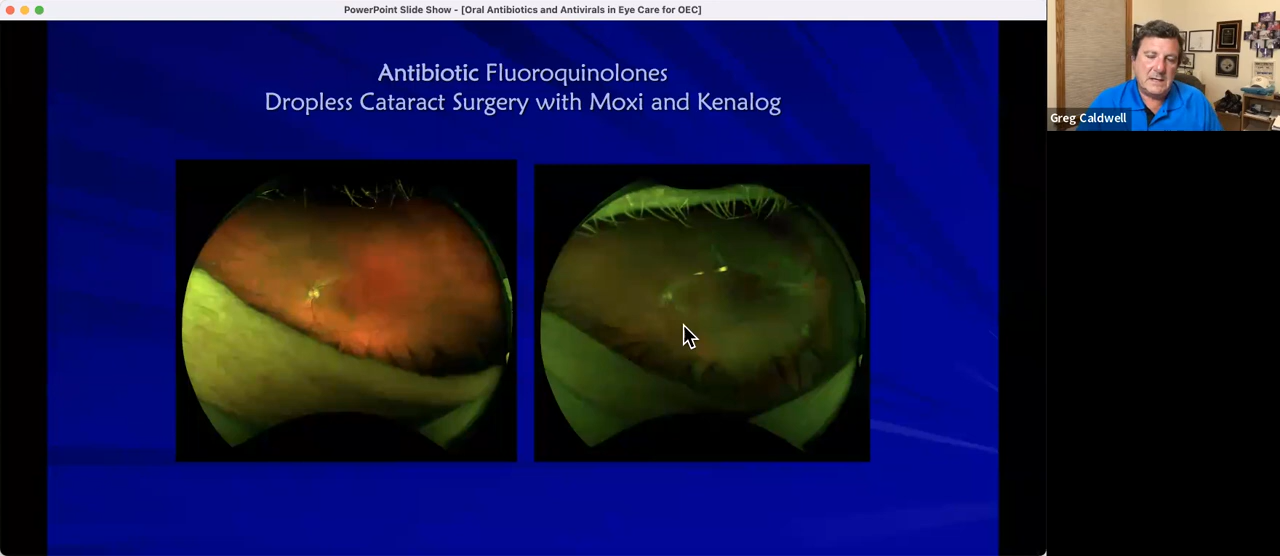 PowerPoint Slide Show - [Oral Antibiotics and Antivirals in Eye Care for OEC]
Antibiotic Fluoroquinolones
Dropless Cataract Surgery with Moxi and Kenalog
Greg Caldwell